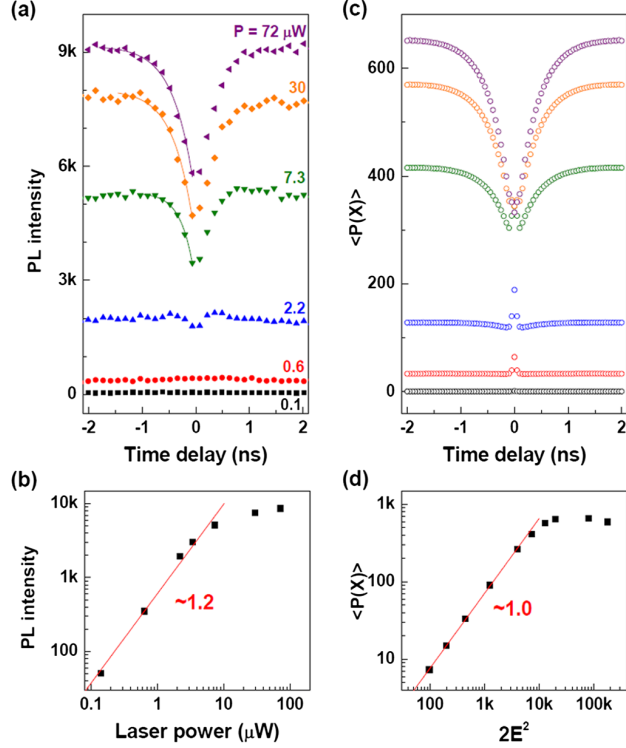 (a)
P = 72 μW
30
7.3
2.2
0.6
0.1
9k
6k
3k
0
PL intensity
-2 -1 0 1 2
Time delay (ns)
(c)
600
400
200
0
<P(X)>
-2 -1 0 1 2
Time delay (ns)
(b)
10k
1k
100
PL intensity
~1.2
0.1 1 10 100
Laser power (μW)
(d)
1k
100
10
<P(X)>
~1.0
100 1k 10k 100k
2E²